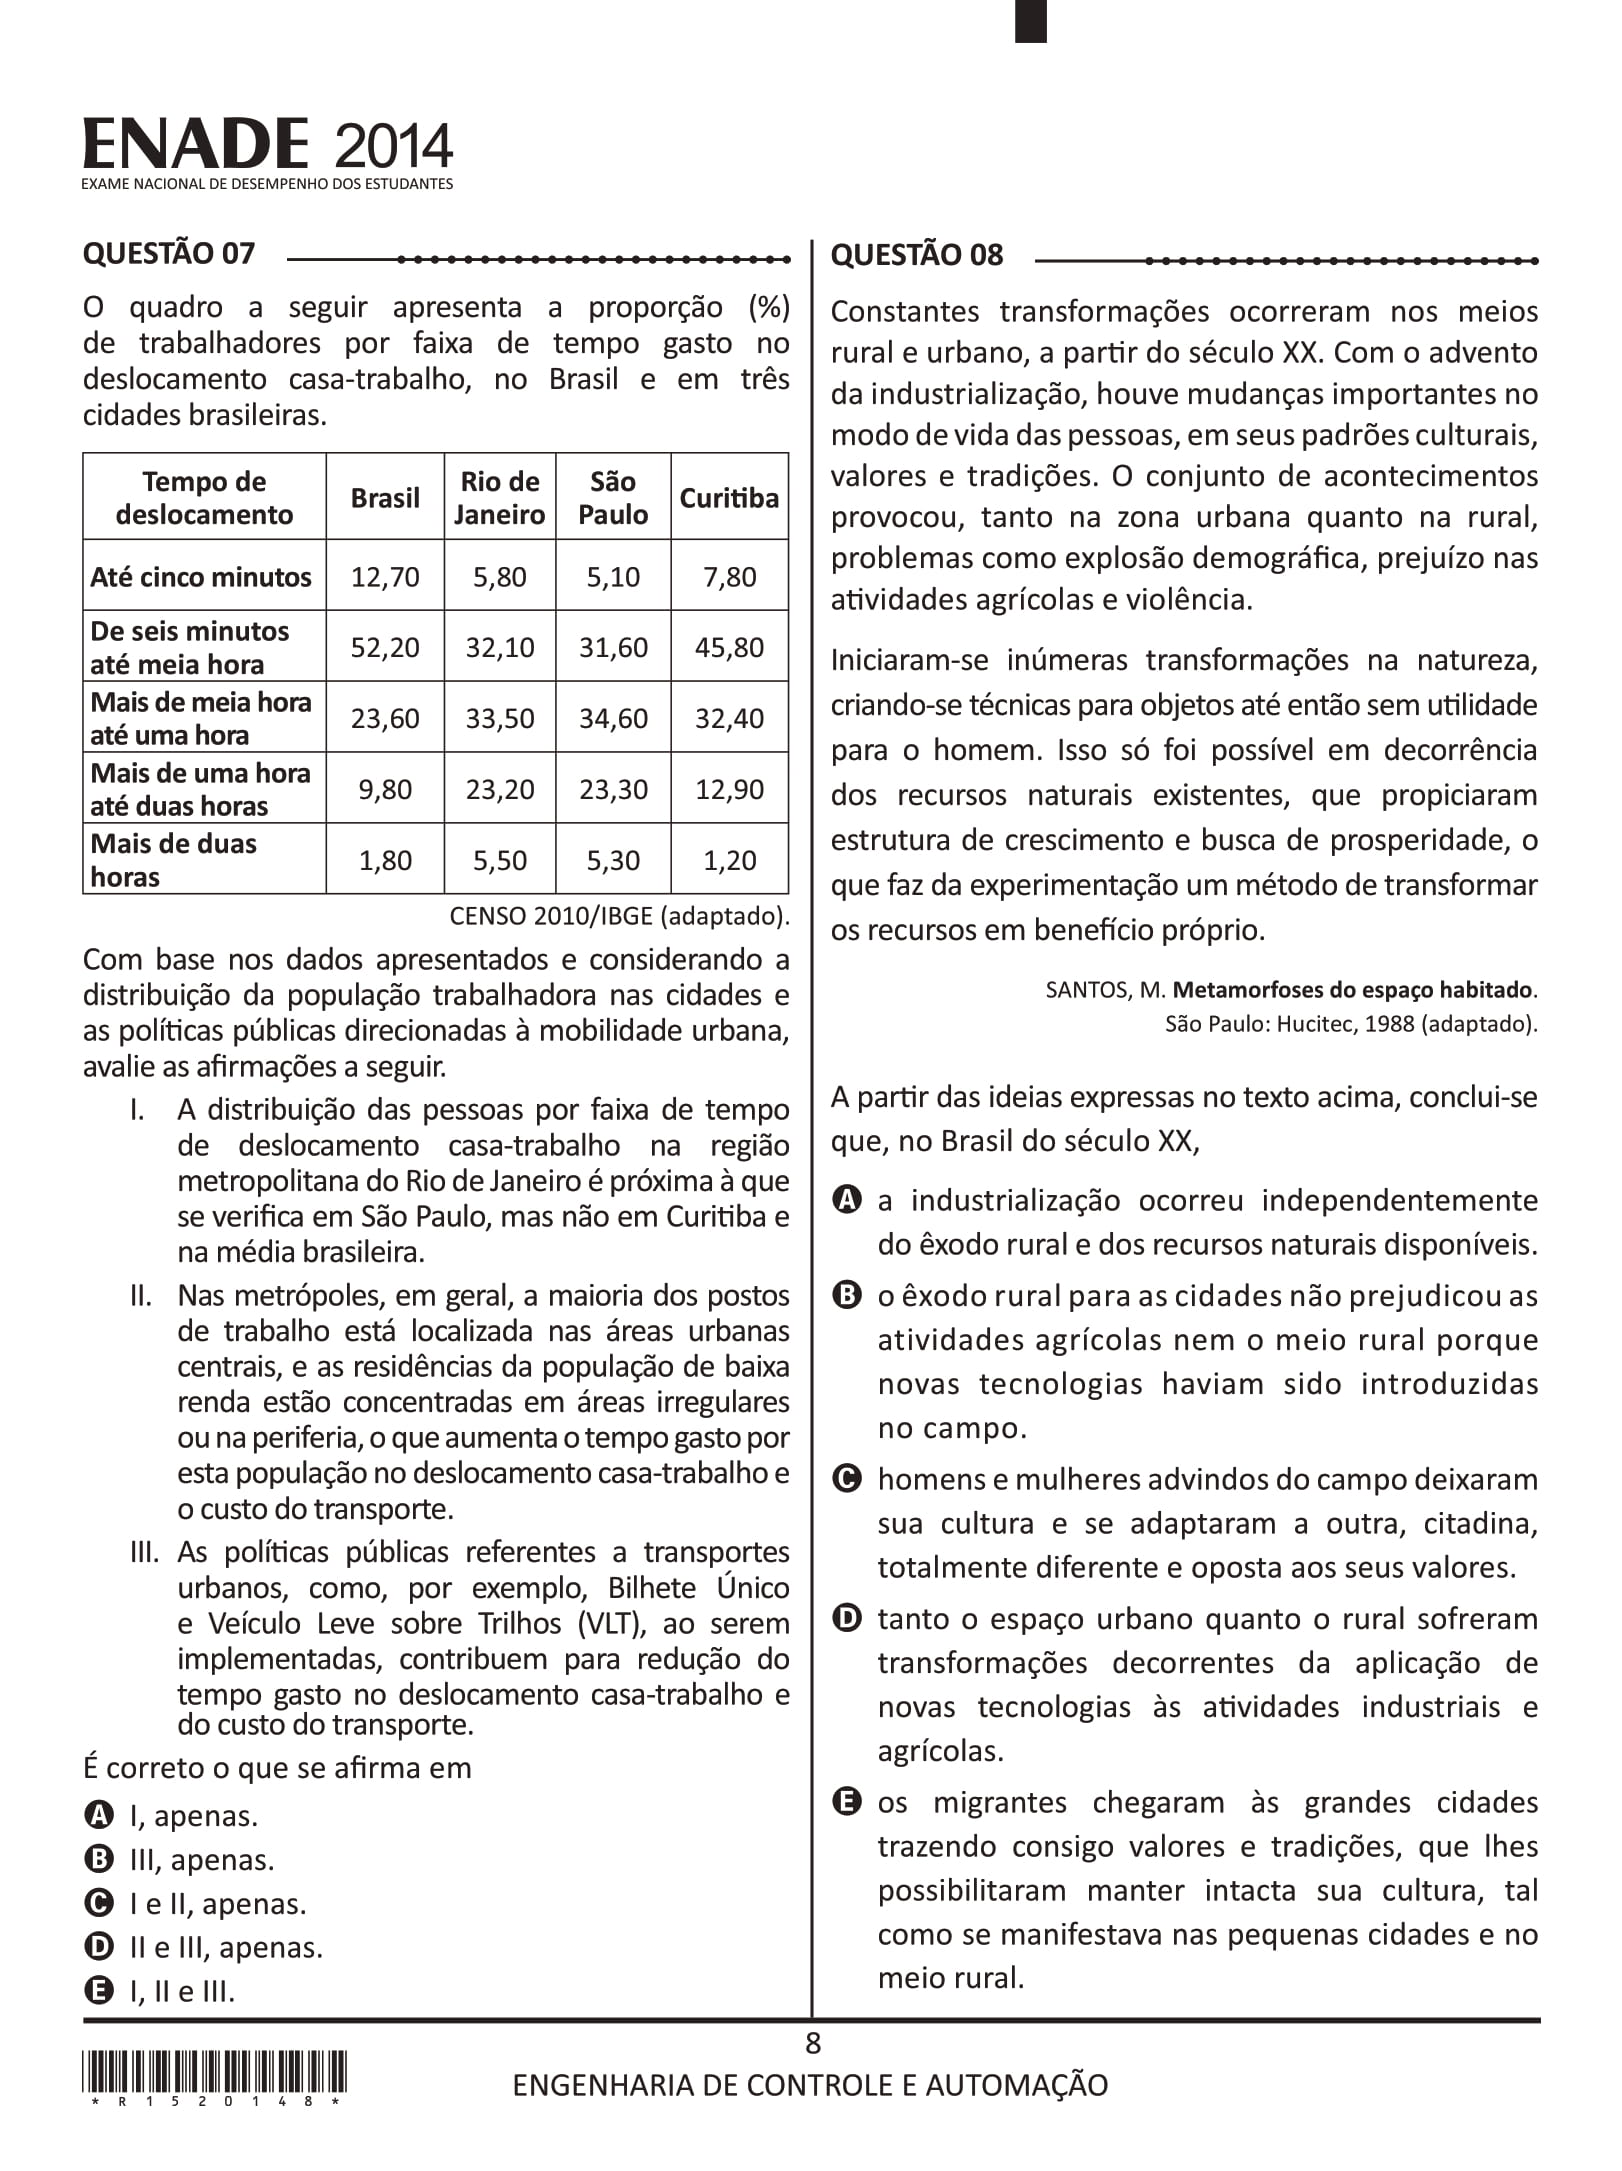 ENADE 2014
EXAME NACIONAL DE DESEMPENHO DOS ESTUDANTES
QUESTÃO 07
O quadro a seguir apresenta a proporção (%)
de trabalhadores por faixa de tempo gasto no
deslocamento casa-trabalho, no Brasil e em três
cidades brasileiras.
Tempo de deslocamento Brasil Rio de Janeiro São Paulo Curitiba
Até cinco minutos 12,70 5,80 5,10 7,80
De seis minutos até meia hora 52,20 32,10 31,60 45,80
Mais de meia hora até uma hora 23,60 33,50 34,60 32,40
Mais de uma hora até duas horas 9,80 23,20 23,30 12,90
Mais de duas horas 1,80 5,50 5,30 1,20
CENSO 2010/IBGE (adaptado).
Com base nos dados apresentados e considerando a
distribuição da população trabalhadora nas cidades e
as políticas públicas direcionadas à mobilidade urbana,
avalie as afirmações a seguir.
I. A distribuição das pessoas por faixa de tempo
de deslocamento casa-trabalho na região
metropolitana do Rio de Janeiro é próxima à que
se verifica em São Paulo, mas não em Curitiba e
na média brasileira.
II. Nas metrópoles, em geral, a maioria dos postos
de trabalho está localizada nas áreas urbanas
centrais, e as residências da população de baixa
renda estão concentradas em áreas irregulares
ou na periferia, o que aumenta o tempo gasto por
esta população no deslocamento casa-trabalho e
o custo do transporte.
III. As políticas públicas referentes a transportes
urbanos, como, por exemplo, Bilhete Único
e Veículo Leve sobre Trilhos (VLT), ao serem
implementadas, contribuem para redução do
tempo gasto no deslocamento casa-trabalho e
do custo do transporte.
É correto o que se afirma em
A I, apenas.
B III, apenas.
C I e II, apenas.
D II e III, apenas.
E I, II e III.
QUESTÃO 08
Constantes transformações ocorreram nos meios
rural e urbano, a partir do século XX. Com o advento
da industrialização, houve mudanças importantes no
modo de vida das pessoas, em seus padrões culturais,
valores e tradições. O conjunto de acontecimentos
provocou, tanto na zona urbana quanto na rural,
problemas como explosão demográfica, prejuízo nas
atividades agrícolas e violência.
Iniciaram-se inúmeras transformações na natureza,
criando-se técnicas para objetos até então sem utilidade
para o homem. Isso só foi possível em decorrência
dos recursos naturais existentes, que propiciaram
estrutura de crescimento e busca de prosperidade, o
que faz da experimentação um método de transformar
os recursos em benefício próprio.
SANTOS, M. Metamorfoses do espaço habitado.
São Paulo: Hucitec, 1988 (adaptado).
A partir das ideias expressas no texto acima, conclui-se
que, no Brasil do século XX,
A a industrialização ocorreu independentemente
do êxodo rural e dos recursos naturais disponíveis.
B o êxodo rural para as cidades não prejudicou as
atividades agrícolas nem o meio rural porque
novas tecnologias haviam sido introduzidas
no campo.
C homens e mulheres advindos do campo deixaram
sua cultura e se adaptaram a outra, citadina,
totalmente diferente e oposta aos seus valores.
D tanto o espaço urbano quanto o rural sofreram
transformações decorrentes da aplicação de
novas tecnologias às atividades industriais e
agrícolas.
E os migrantes chegaram às grandes cidades
trazendo consigo valores e tradições, que lhes
possibilitaram manter intacta sua cultura, tal
como se manifestava nas pequenas cidades e no
meio rural.
8
ENGENHARIA DE CONTROLE E AUTOMAÇÃO
* R 1 5 2 0 1 4 8 *